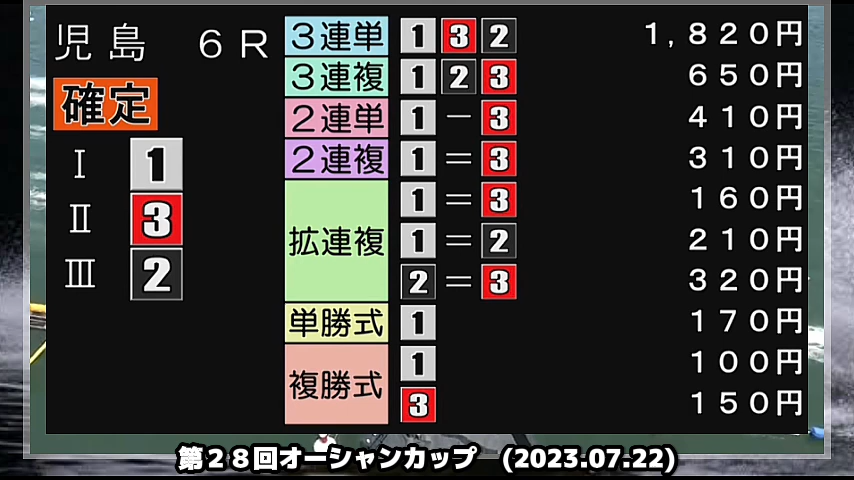 児島 6R
確定
Ⅰ 1
Ⅱ 3
Ⅲ 2
3連単 1 3 2 1,820円
3連複 1 2 3 650円
2連単 1－3 410円
2連複 1＝3 310円
拡連複 1＝3 160円
1＝2 210円
2＝3 320円
単勝式 1 170円
複勝式 1 100円
3 150円
第28回オーシャンカップ (2023.07.22)